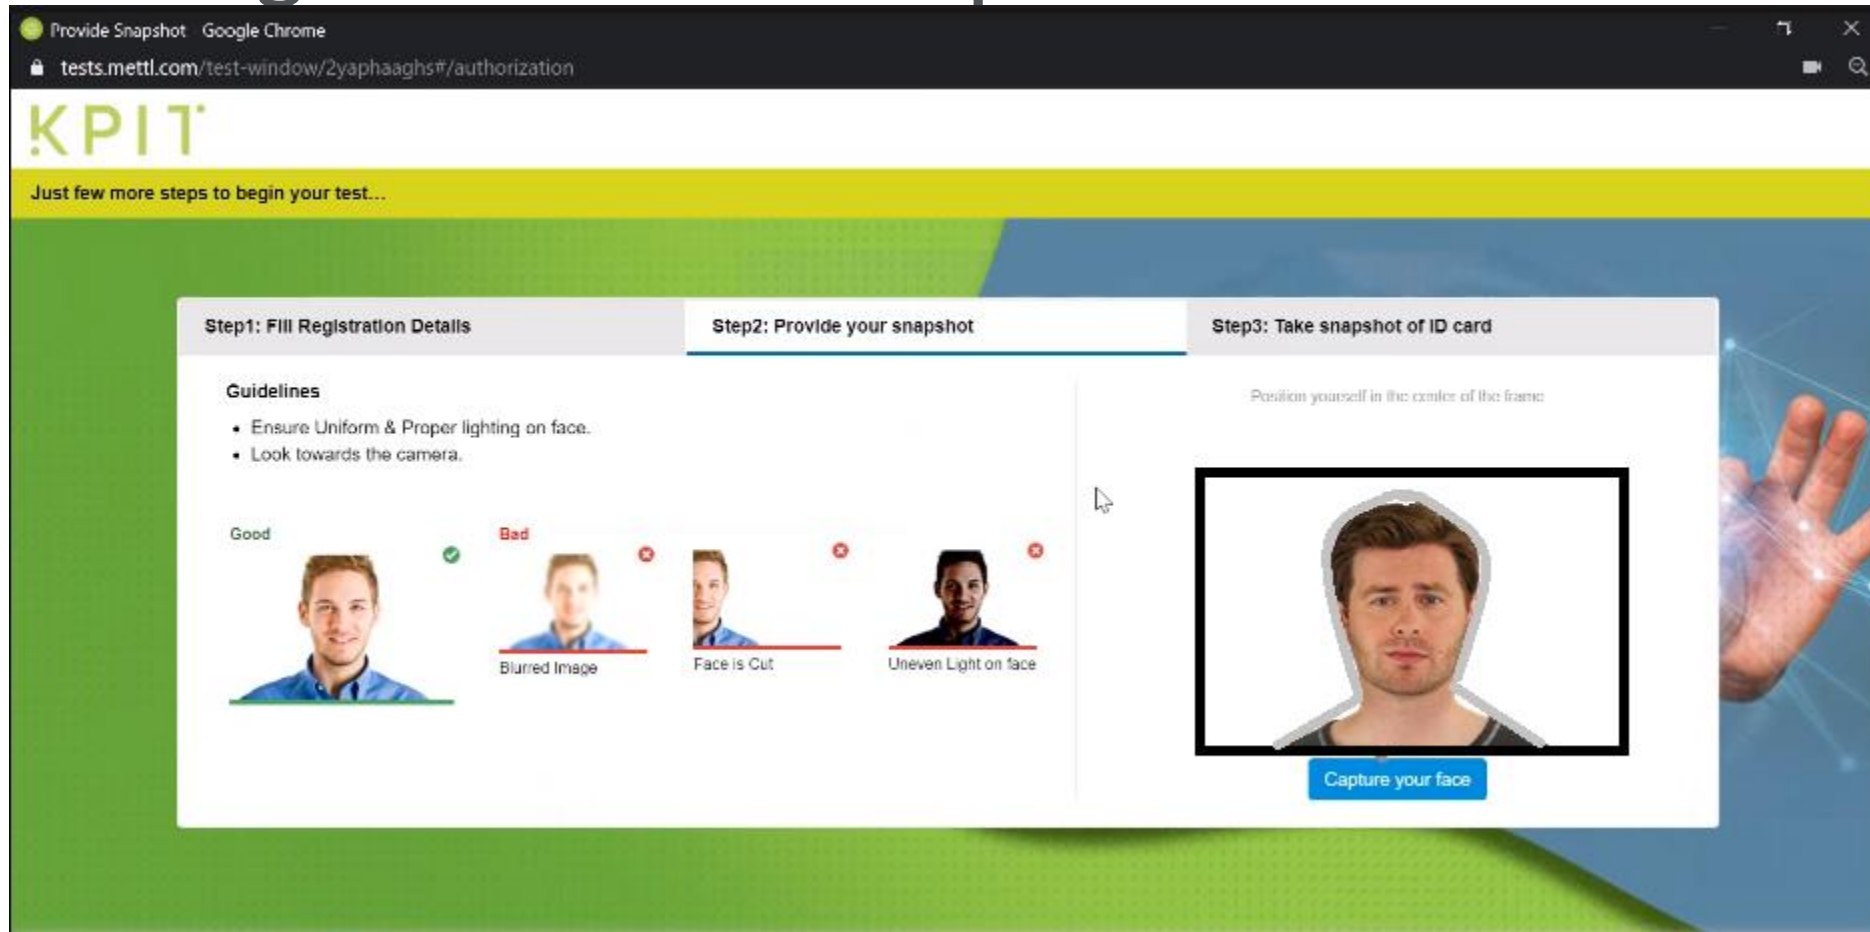 Provide Snapshot Google Chrome
tests.mettl.com/test-window/2yaphaaghs#/authorization
KPIT
Just few more steps to begin your test...
Step1: Fill Registration Details
Step2: Provide your snapshot
Step3: Take snapshot of ID card
Guidelines
• Ensure Uniform & Proper lighting on face.
• Look towards the camera.
Position yourself in the center of the frame
Good
Bad
Blurred Image
Face is Cut
Uneven Light on face
Capture your face